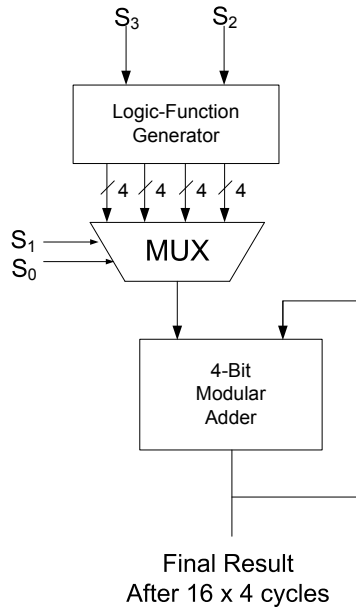 S3 S2
Logic-Function
Generator
4 4 4 4
S1
MUX
S0
4-Bit
Modular
Adder
Final Result
After 16 x 4 cycles